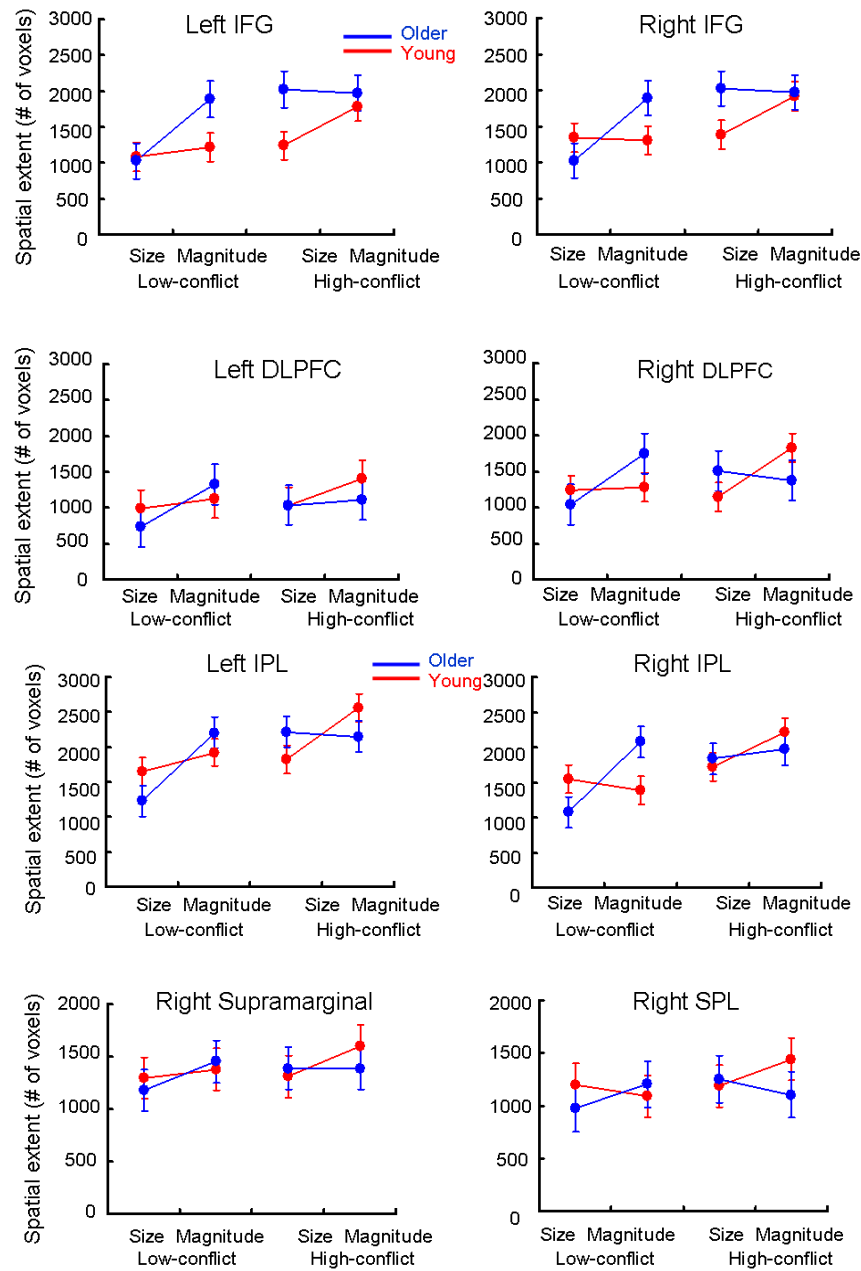 Left IFG
Older
Young
Right IFG
Spatial extent (# of voxels)
3000
2500
2000
1500
1000
500
0
3000
2500
2000
1500
1000
500
0
Size Magnitude Size Magnitude
Low-conflict High-conflict
Size Magnitude Size Magnitude
Low-conflict High-conflict
Left DLPFC
Right DLPFC
Spatial extent (# of voxels)
3000
2500
2000
1500
1000
500
0
3000
2500
2000
1500
1000
500
0
Size Magnitude Size Magnitude
Low-conflict High-conflict
Size Magnitude Size Magnitude
Low-conflict High-conflict
Left IPL
Older
Young
Right IPL
Spatial extent (# of voxels)
3000
2500
2000
1500
1000
500
0
3000
2500
2000
1500
1000
500
0
Size Magnitude Size Magnitude
Low-conflict High-conflict
Size Magnitude Size Magnitude
Low-conflict High-conflict
Right Supramarginal
Right SPL
Spatial extent (# of voxels)
2000
1500
1000
500
0
2000
1500
1000
500
0
Size Magnitude Size Magnitude
Low-conflict High-conflict
Size Magnitude Size Magnitude
Low-conflict High-conflict